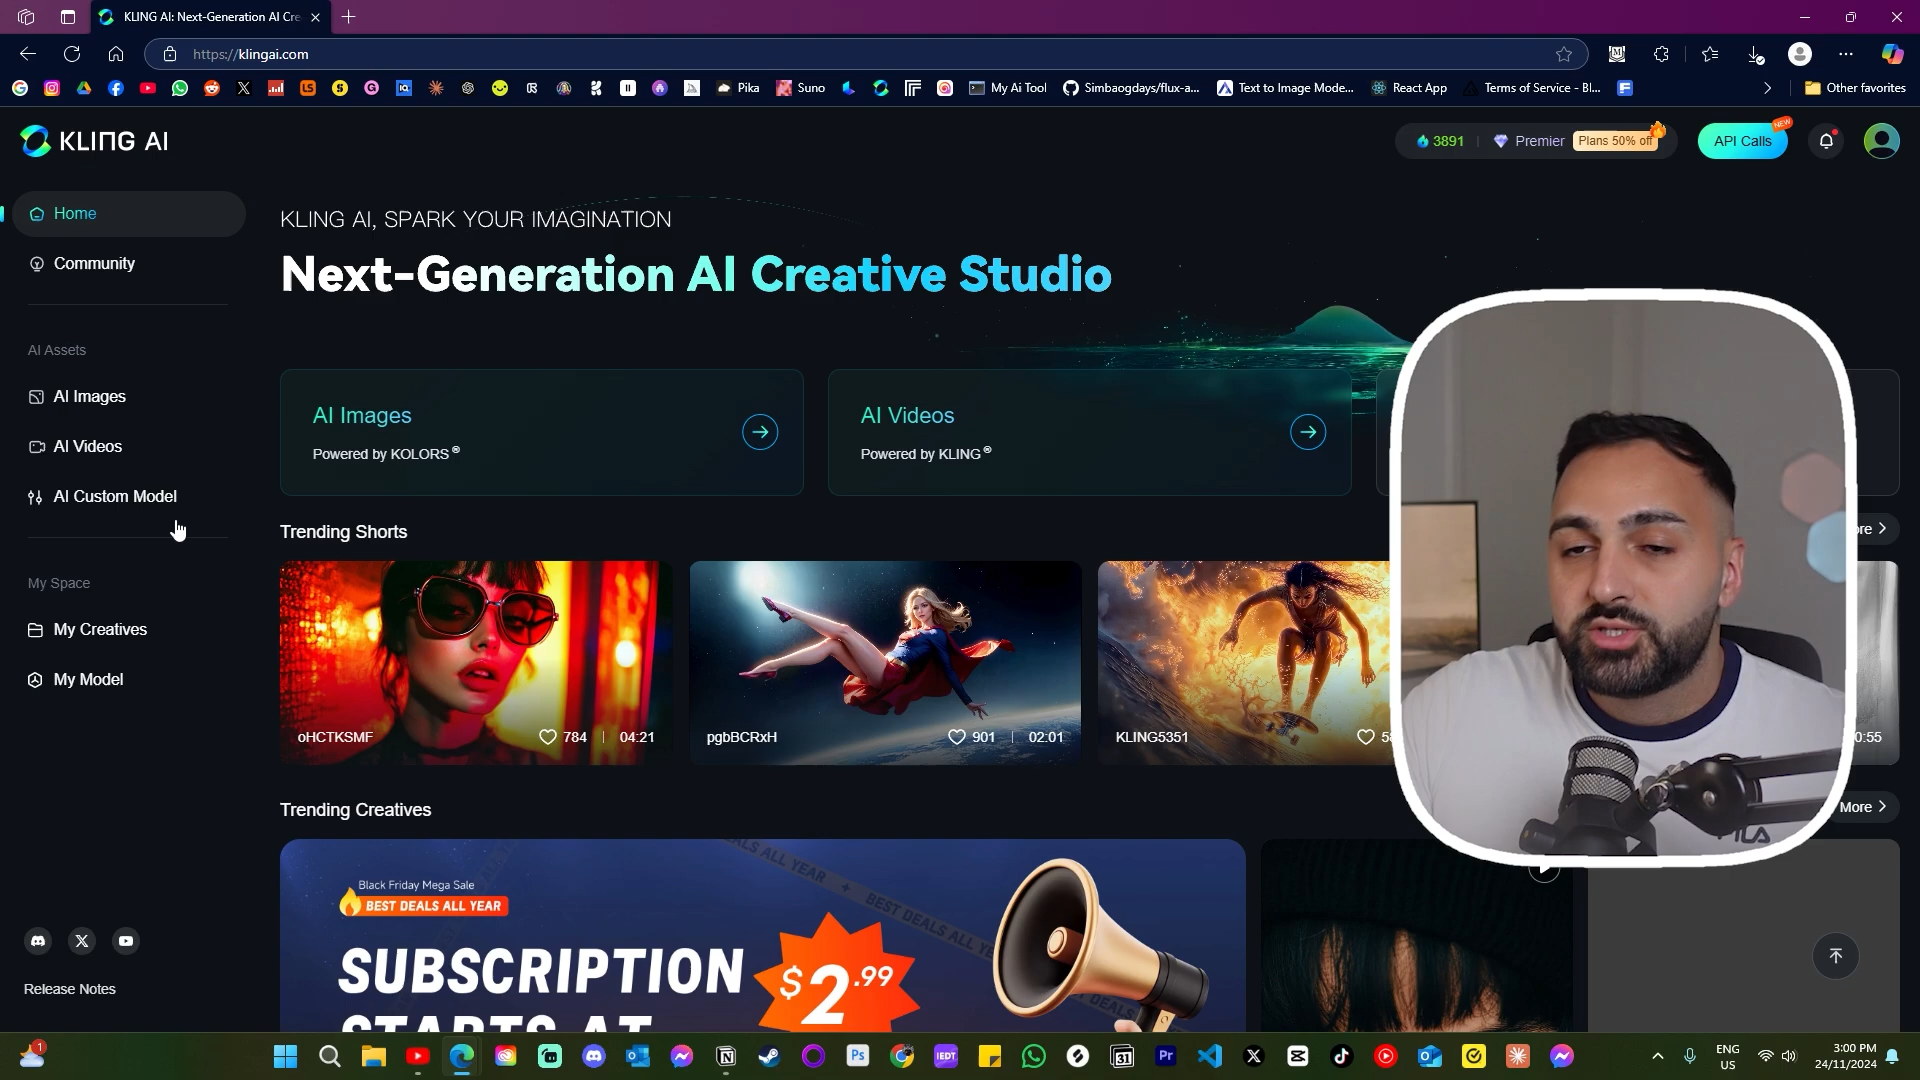 KLING AI: Next-Generation AI Cre
https://klingai.com
Pika
Suno
My Ai Tool
Simbaogdays/flux-a...
Text to Image Mode...
React App
Terms of Service - Bl...
Other favorites
KLING AI
3891
Premier
Plans 50% off
API Calls
NEW
Home
Community
AI Assets
AI Images
AI Videos
AI Custom Model
My Space
My Creatives
My Model
Release Notes
KLING AI, SPARK YOUR IMAGINATION
Next-Generation AI Creative Studio
AI Images
Powered by KOLORS®
AI Videos
Powered by KLING®
Trending Shorts
oHCTKSMF
784
04:21
pgbBCRxH
901
02:01
KLING5351
0:55
Trending Creatives
More
Black Friday Mega Sale
BEST DEALS ALL YEAR
SUBSCRIPTION
STARTS AT
$2.99
FILA
ENG
US
3:00 PM
24/11/2024